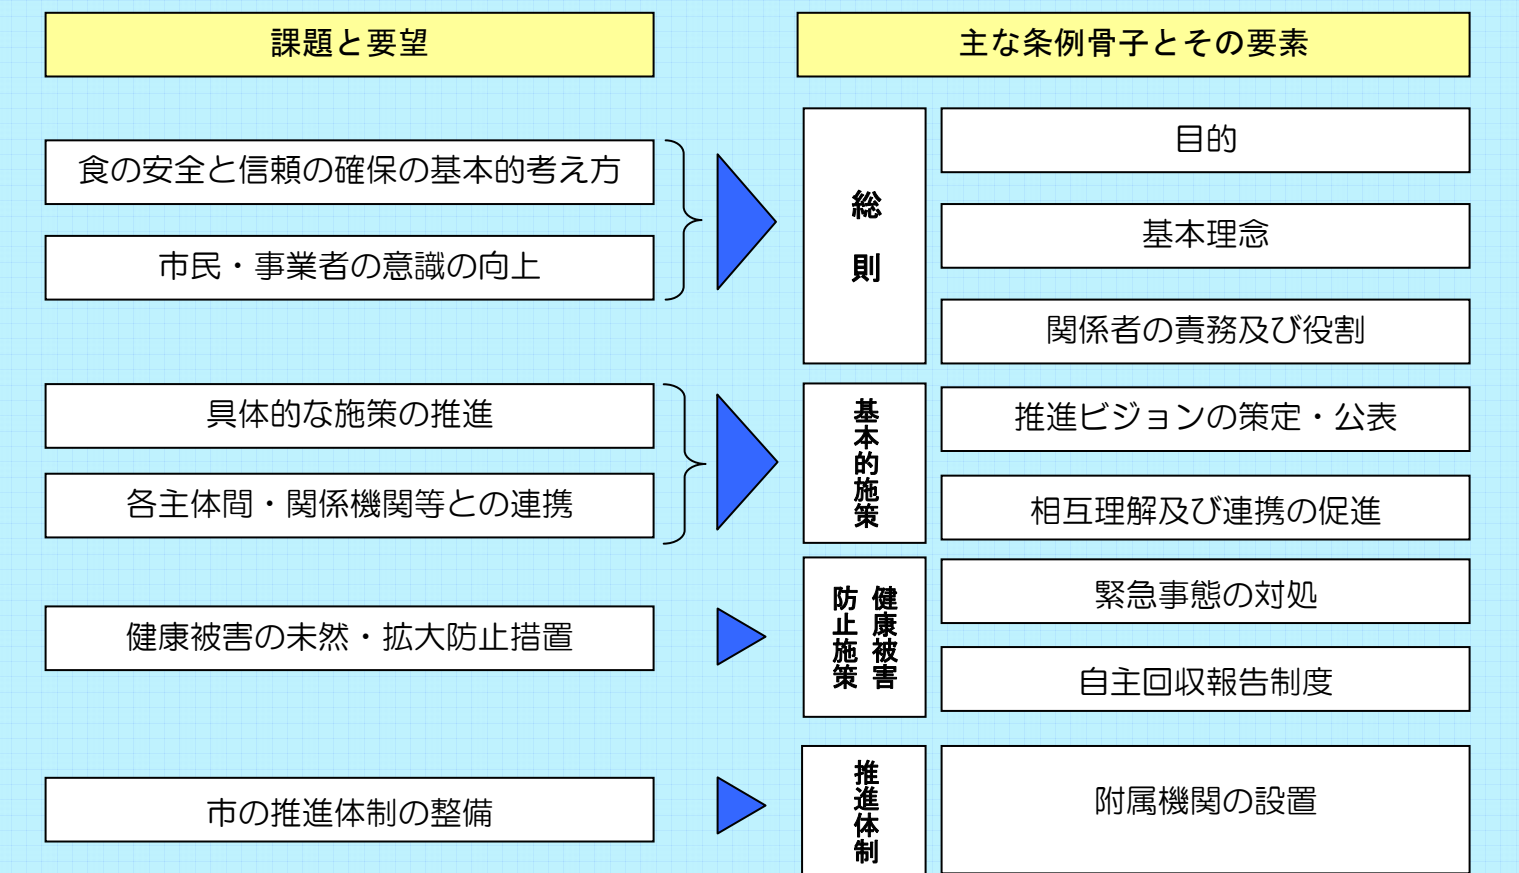 課題と要望
主な条例骨子とその要素
食の安全と信頼の確保の基本的考え方
市民・事業者の意識の向上
総則
目的
基本理念
関係者の責務及び役割
具体的な施策の推進
各主体間・関係機関等との連携
基本的施策
推進ビジョンの策定・公表
相互理解及び連携の促進
健康被害の未然・拡大防止措置
健康被害
防止施策
緊急事態の対処
自主回収報告制度
市の推進体制の整備
推進体制
附属機関の設置